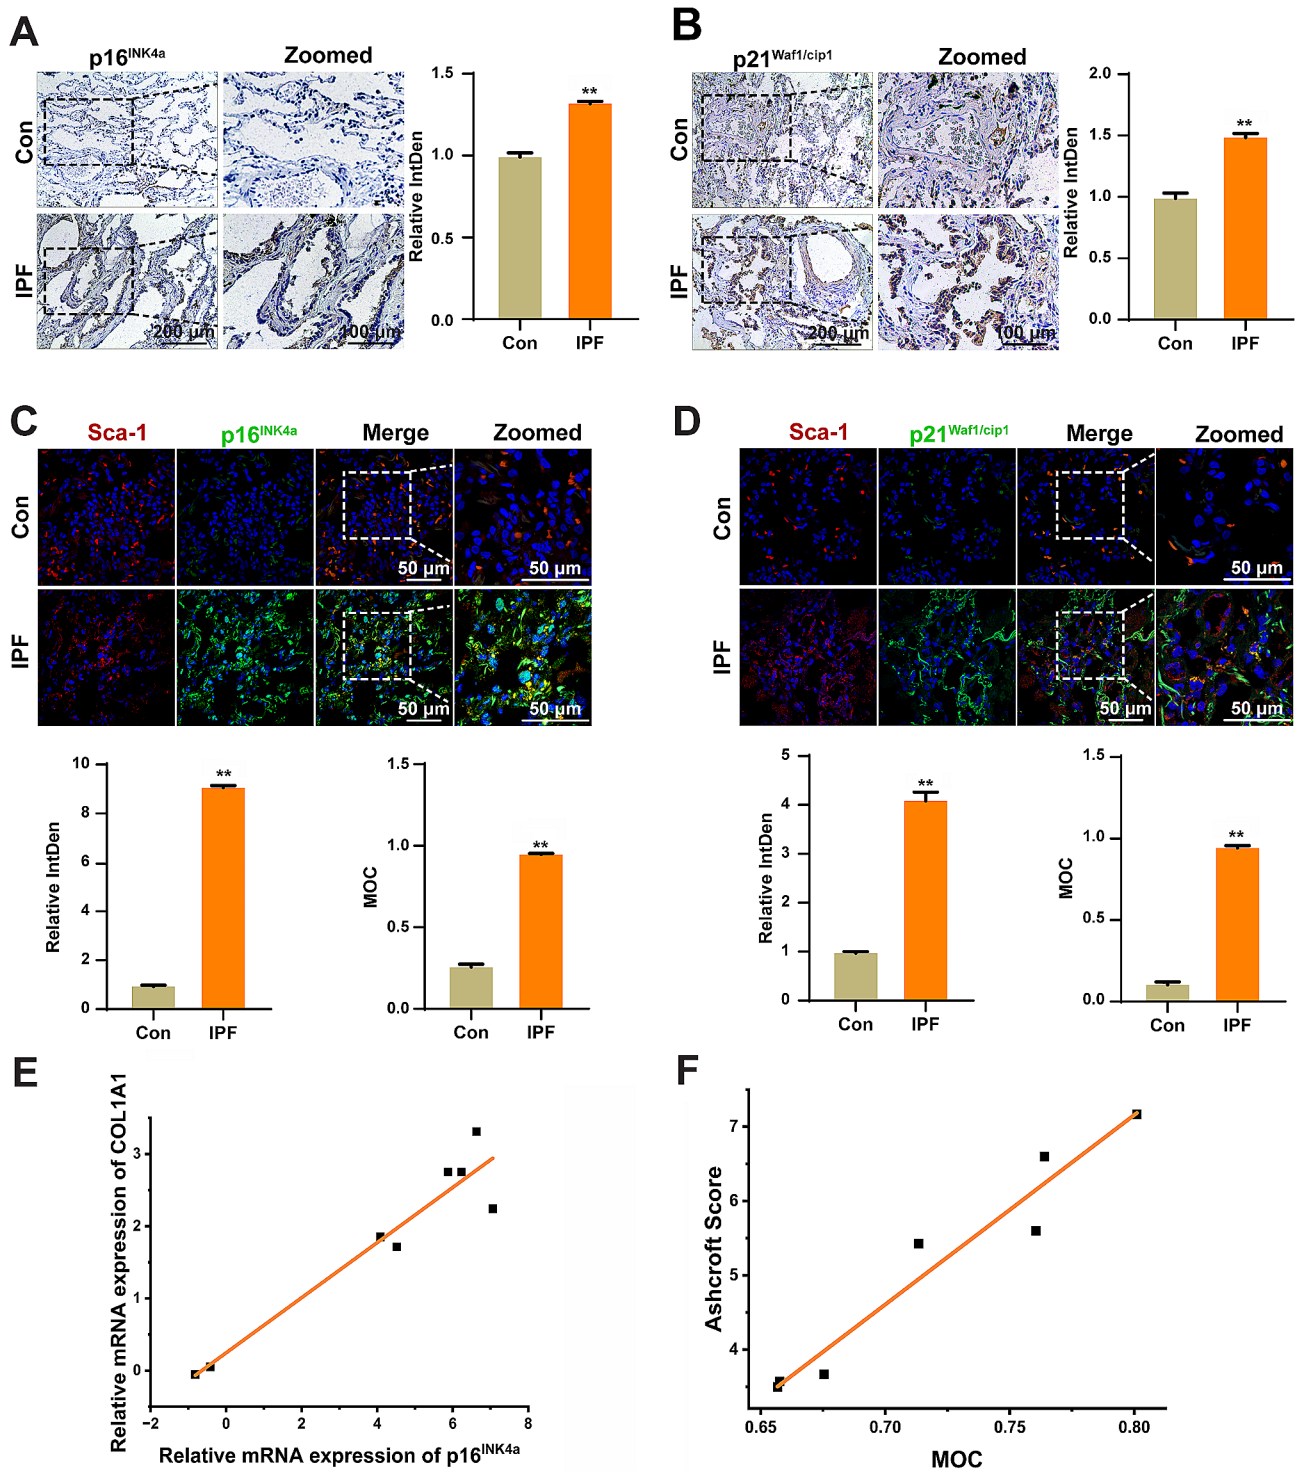 A
p16INK4a
Zoomed
Con
IPF
200 μm
100 μm
Relative IntDen
1.5
1.0
0.5
0.0
**
Con
IPF
B
p21Waf1/cip1
Zoomed
Con
IPF
200 μm
100 μm
Relative IntDen
2.0
1.5
1.0
0.5
0.0
**
Con
IPF
C
Sca-1
p16INK4a
Merge
Zoomed
Con
IPF
50 μm
50 μm
50 μm
50 μm
Relative IntDen
10
8
6
4
2
0
**
Con
IPF
MOC
1.5
1.0
0.5
0.0
**
Con
IPF
D
Sca-1
p21Waf1/cip1
Merge
Zoomed
Con
IPF
50 μm
50 μm
50 μm
50 μm
Relative IntDen
5
4
3
2
1
0
**
Con
IPF
MOC
1.5
1.0
0.5
0.0
**
Con
IPF
E
Relative mRNA expression of COL1A1
3
2
1
0
−2
0
2
4
6
8
Relative mRNA expression of p16INK4a
F
Ashcroft Score
7
6
5
4
0.65
0.70
0.75
0.80
MOC